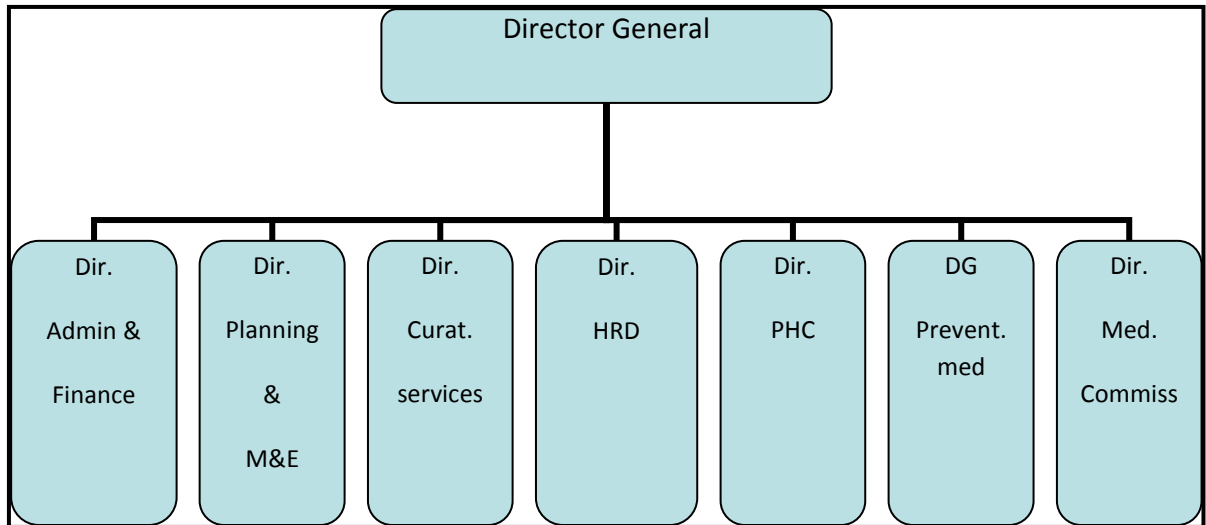 Director General
Dir.
Admin &
Finance
Dir.
Planning
&
M&E
Dir.
Curat.
services
Dir.
HRD
Dir.
PHC
DG
Prevent.
med
Dir.
Med.
Commiss